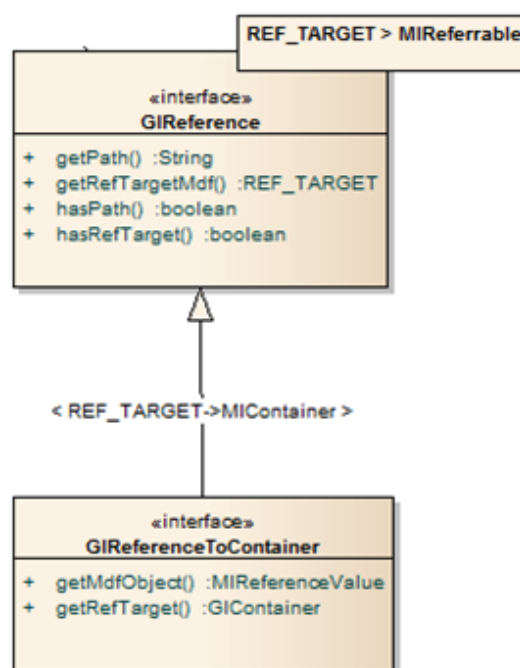 REF_TARGET > MIReferrable
«interface»
GIReference
+ getPath() :String
+ getRefTargetMdf() :REF_TARGET
+ hasPath() :boolean
+ hasRefTarget() :boolean
< REF_TARGET->MIContainer >
«interface»
GIReferenceToContainer
+ getMdfObject() :MIReferenceValue
+ getRefTarget() :GIContainer